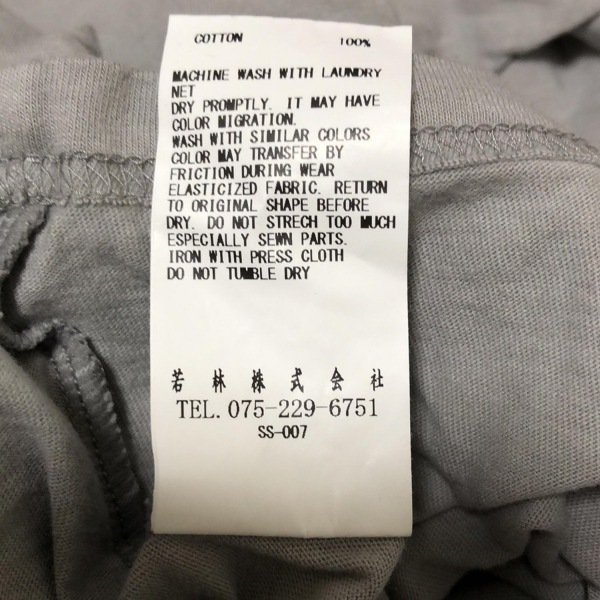 COTTON 100%
MACHINE WASH WITH LAUNDRY
NET
DRY PROMPTLY. IT MAY HAVE
COLOR MIGRATION.
WASH WITH SIMILAR COLORS
COLOR MAY TRANSFER BY
FRICTION DURING WEAR
ELASTICIZED FABRIC. RETURN
TO ORIGINAL SHAPE BEFORE
DRY. DO NOT STRECH TOO MUCH
ESPECIALLY SEWN PARTS.
IRON WITH PRESS CLOTH
DO NOT TUMBLE DRY
若林株式会社
TEL. 075-229-6751
SS-007